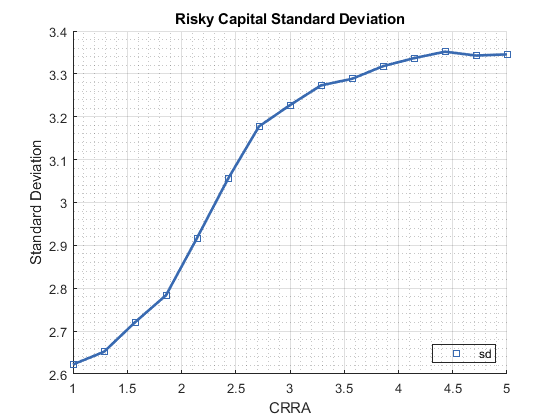 Risky Capital Standard Deviation
3.4
3.3
3.2
3.1
3
2.9
2.8
2.7
2.6
Standard Deviation
1 1.5 2 2.5 3 3.5 4 4.5 5
CRRA
sd